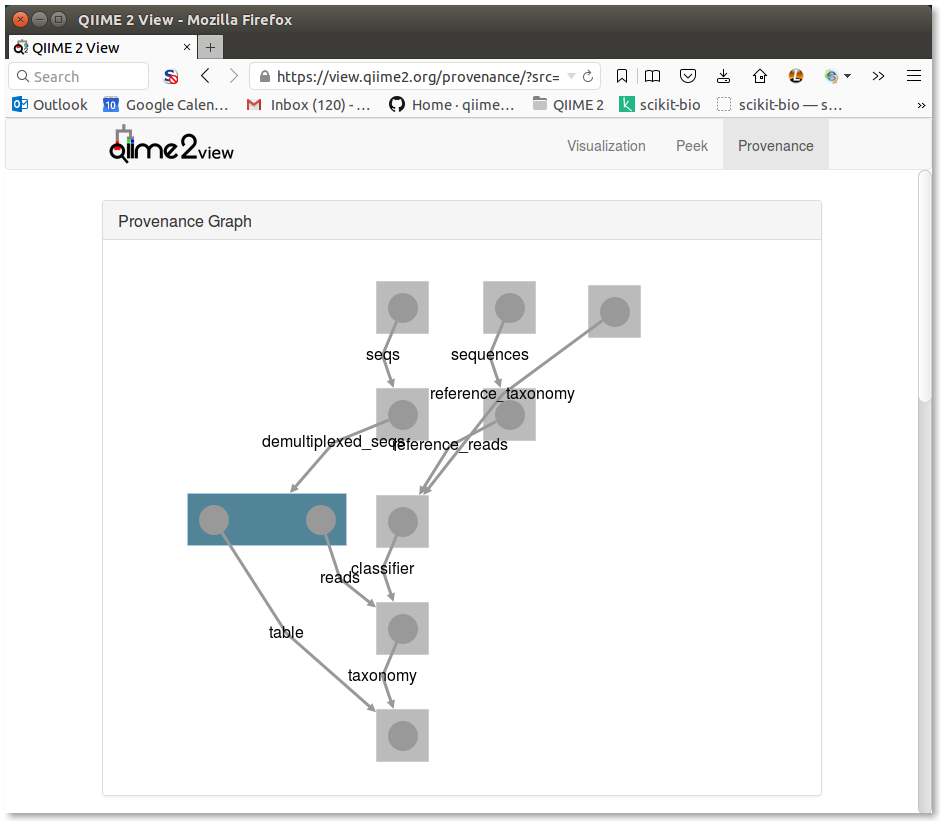 QIIME 2 View - Mozilla Firefox
QIIME 2 View × +
Search https://view.qiime2.org/provenance/?src=
Outlook 10 Google Calen... Inbox (120) - ... Home · qiime... QIIME 2 k scikit-bio scikit-bio — s... »
qiime2view Visualization Peek Provenance
Provenance Graph
seqs sequences
reference_taxonomy
demultiplexed_seqs reference_reads
classifier
reads
table
taxonomy